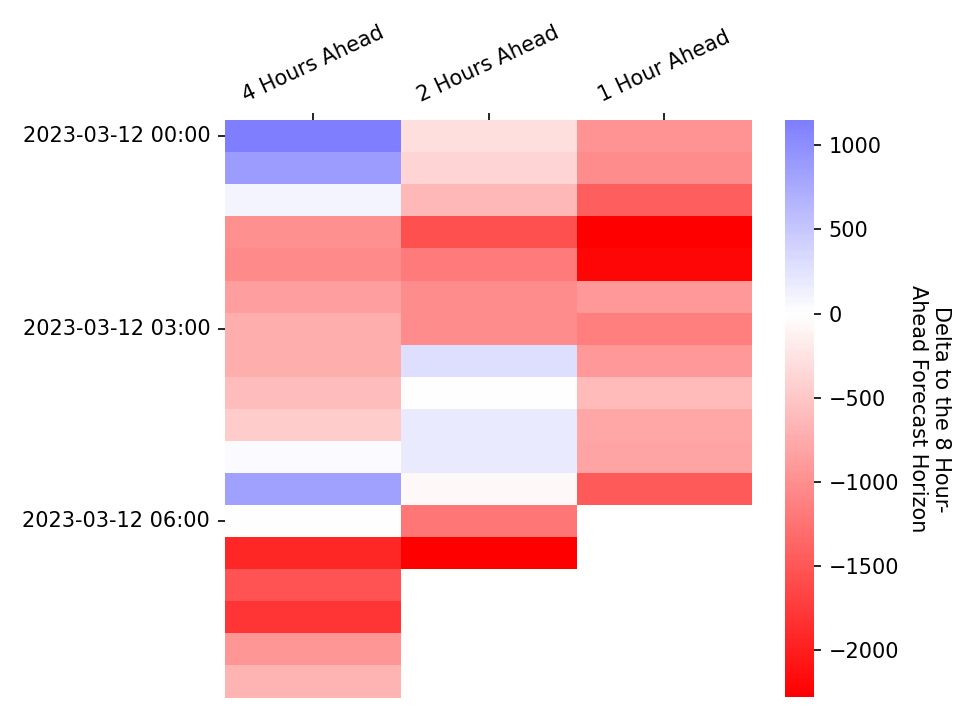 4 Hours Ahead
2 Hours Ahead
1 Hour Ahead
2023-03-12 00:00
2023-03-12 03:00
2023-03-12 06:00
1000
500
0
−500
−1000
−1500
−2000
Delta to the 8 Hour-
Ahead Forecast Horizon